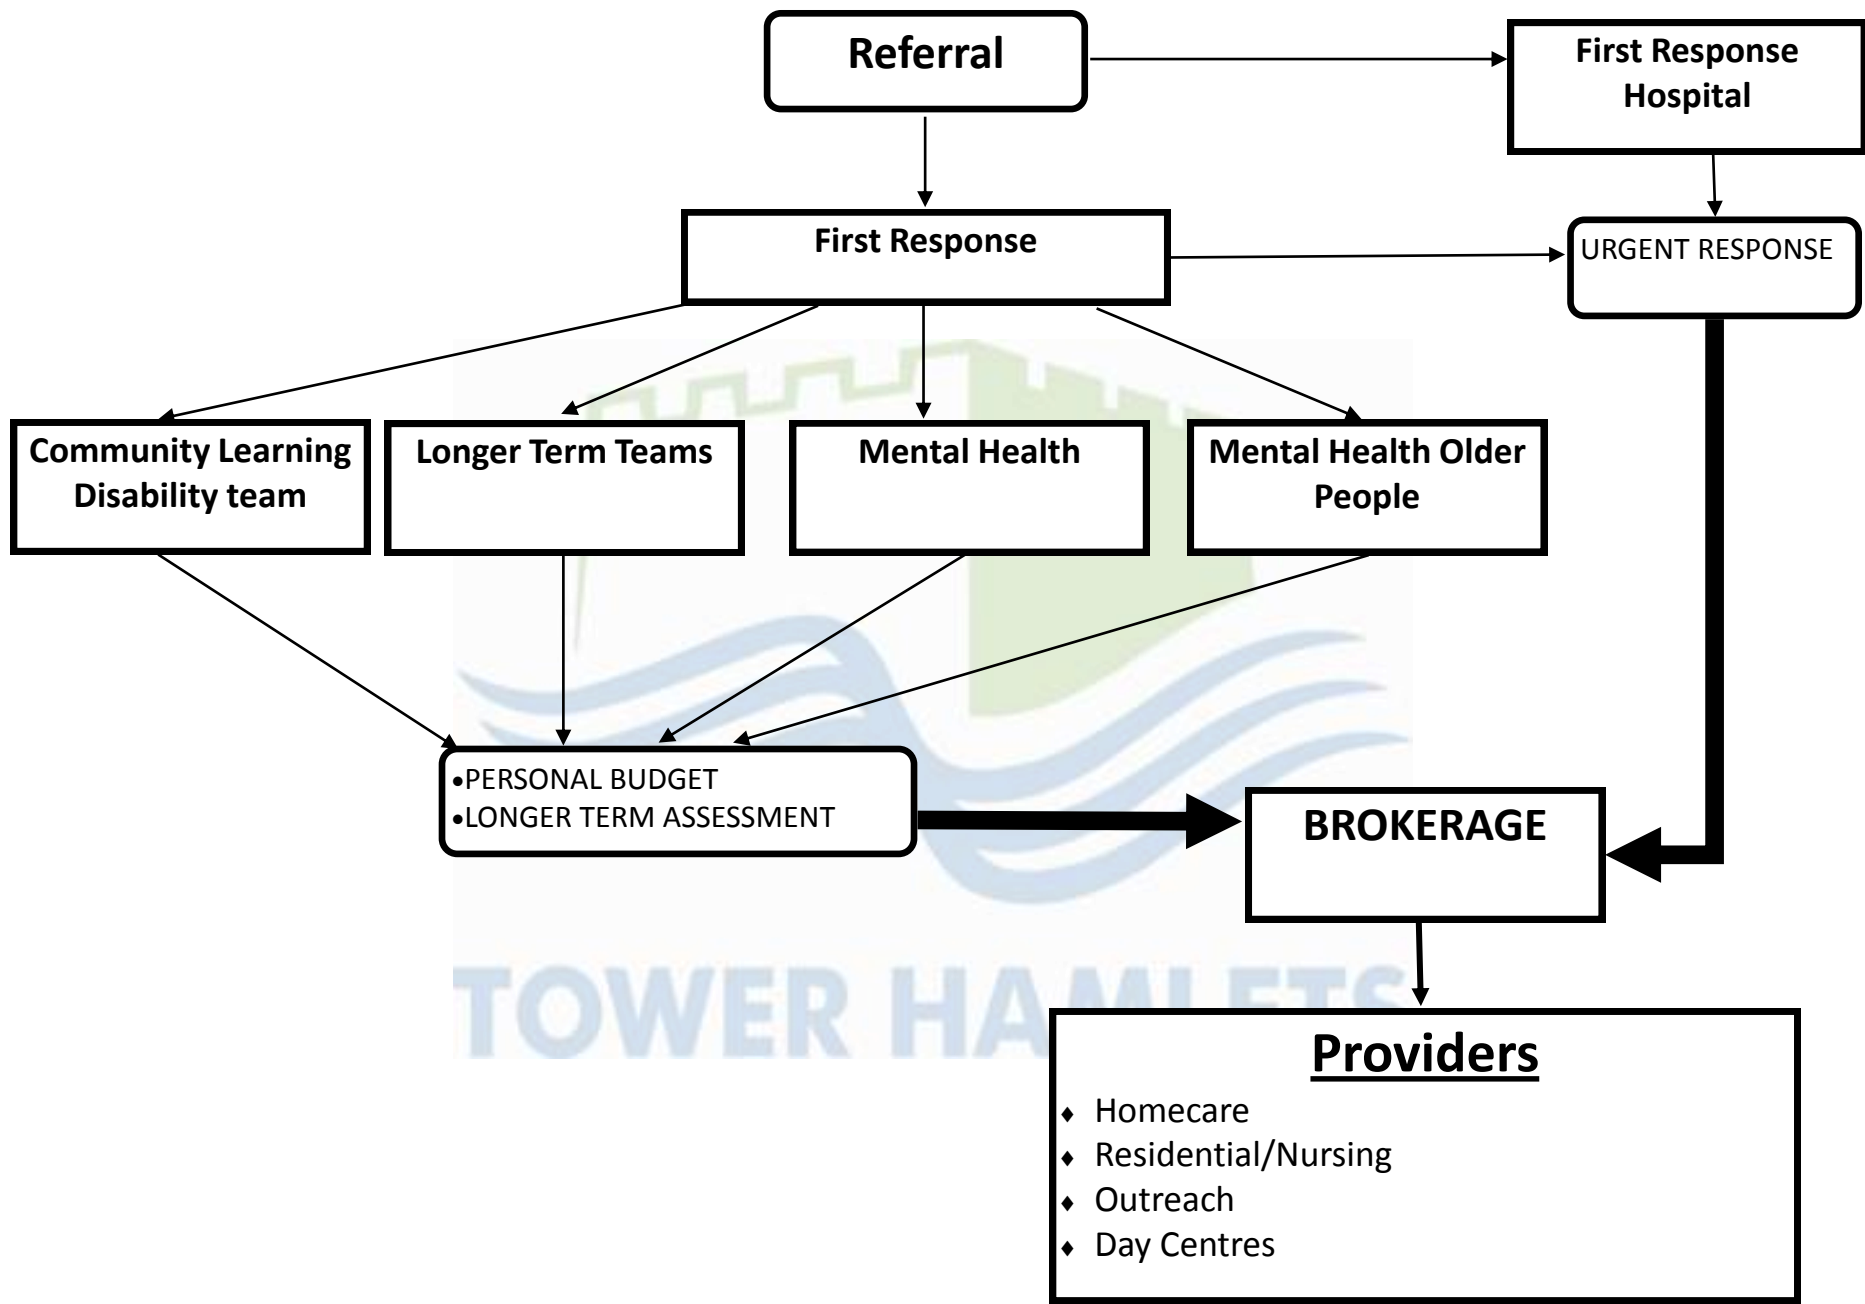 Referral
First Response
Hospital
First Response
URGENT RESPONSE
Community Learning
Disability team
Longer Term Teams
Mental Health
Mental Health Older
People
•PERSONAL BUDGET
•LONGER TERM ASSESSMENT
BROKERAGE
TOWER HAMLETS
Providers
♦ Homecare
♦ Residential/Nursing
♦ Outreach
♦ Day Centres